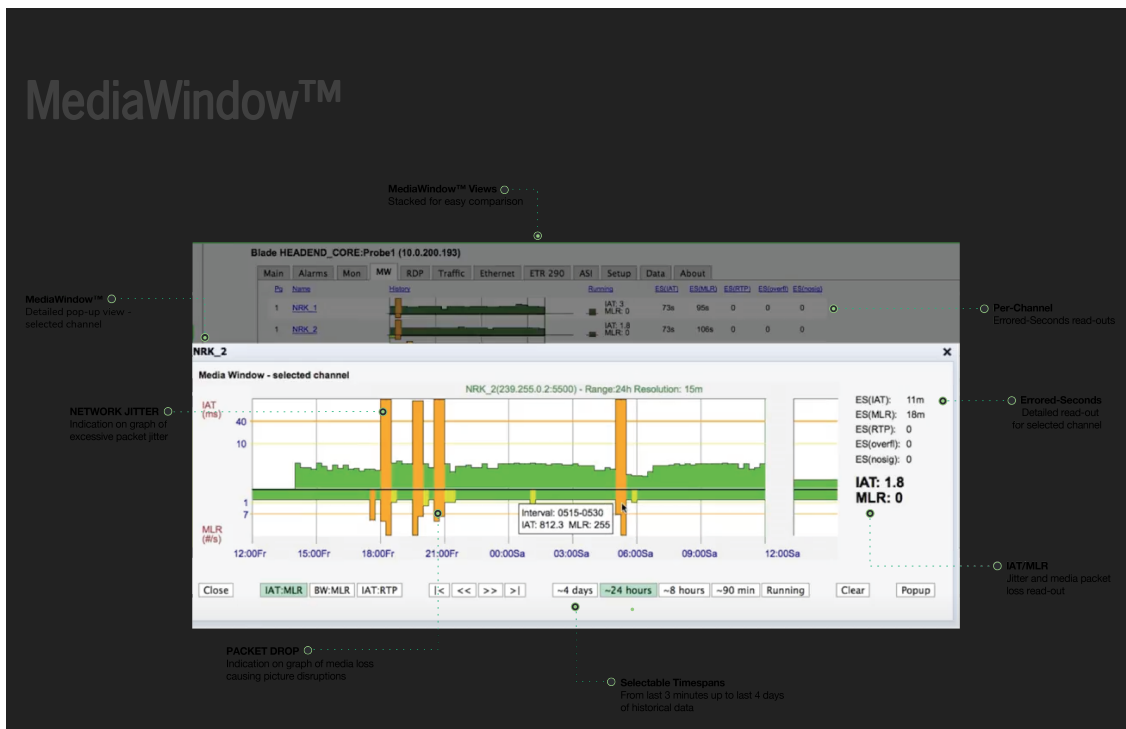 MediaWindow™
MediaWindow™ Views
Stacked for easy comparison
Blade HEADEND_CORE:Probe1 (10.0.200.193)
Main Alarms Mon MW RDP Traffic Ethernet ETR 290 ASI Setup Data About
Pg Name History Running ES(IAT) ES(MLR) ES(RTP) ES(overfl) ES(nosig)
1 NRK_1 IAT: 3 MLR: 0 73s 95s 0 0 0
1 NRK_2 IAT: 1.8 MLR: 0 73s 106s 0 0 0
MediaWindow™
Detailed pop-up view -
selected channel
Per-Channel
Errored-Seconds read-outs
NRK_2
Media Window - selected channel
NRK_2(239.255.0.2:5500) - Range:24h Resolution: 15m
IAT
(ms)
40
10
1
7
MLR
(#/s)
12:00Fr 15:00Fr 18:00Fr 21:00Fr 00:00Sa 03:00Sa 06:00Sa 09:00Sa 12:00Sa
Interval: 0515-0530
IAT: 812.3 MLR: 255
ES(IAT): 11m
ES(MLR): 18m
ES(RTP): 0
ES(overfl): 0
ES(nosig): 0
IAT: 1.8
MLR: 0
NETWORK JITTER
Indication on graph of
excessive packet jitter
Errored-Seconds
Detailed read-out
for selected channel
IAT/MLR
Jitter and media packet
loss read-out
Close IAT:MLR BW:MLR IAT:RTP |< << >> >| ~4 days ~24 hours ~8 hours ~90 min Running Clear Popup
PACKET DROP
Indication on graph of media loss
causing picture disruptions
Selectable Timespans
From last 3 minutes up to last 4 days
of historical data